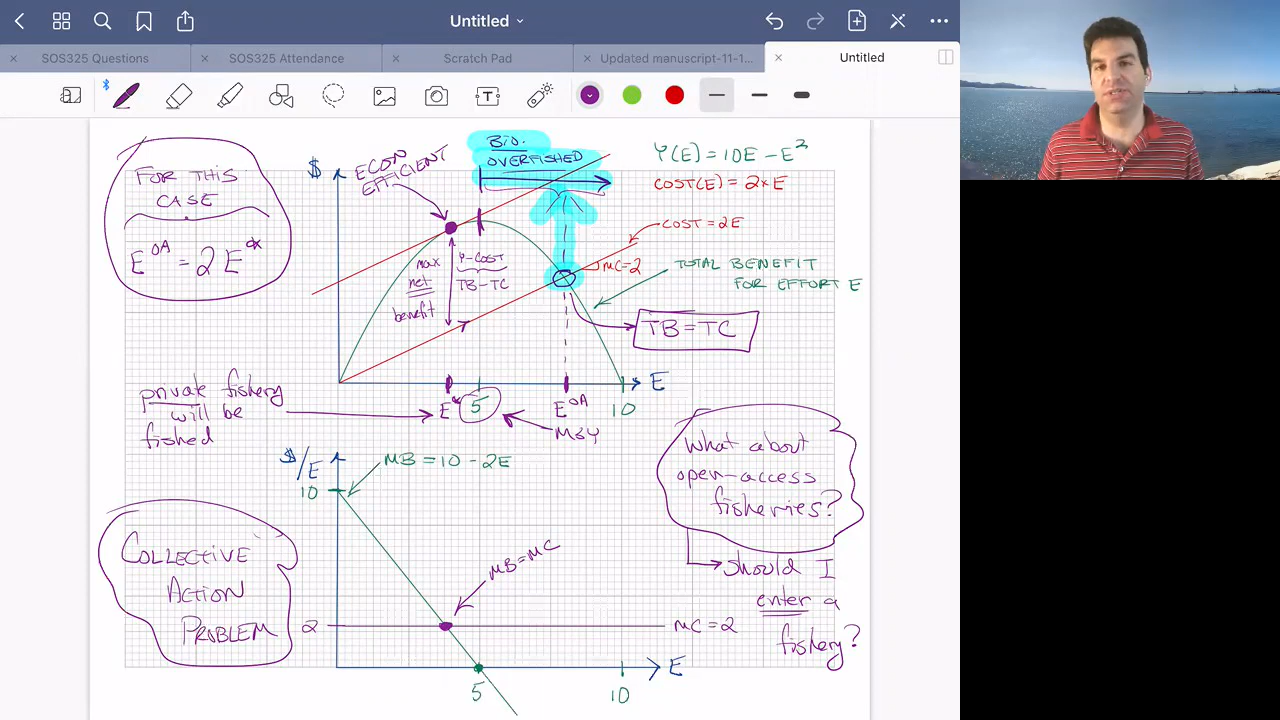 Untitled
SOS325 Questions
SOS325 Attendance
Scratch Pad
Updated manuscript-11-1...
Untitled
FOR THIS
CASE
E^OA = 2E*
$
ECON
EFFICIENT
BIO.
OVERFISHED
Y(E) = 10E - E²
COST(E) = 2*E
COST = 2E
MC=2
TOTAL BENEFIT
FOR EFFORT E
max
net
benefit
Y-COST
TB-TC
TB = TC
E
E*
5
E^OA
10
MSY
private fishery
will be
fished
$/E
10
MB = 10 - 2E
What about
open-access
fisheries?
should I
enter a
fishery?
COLLECTIVE
ACTION
PROBLEM
MB=MC
2
MC = 2
E
5
10